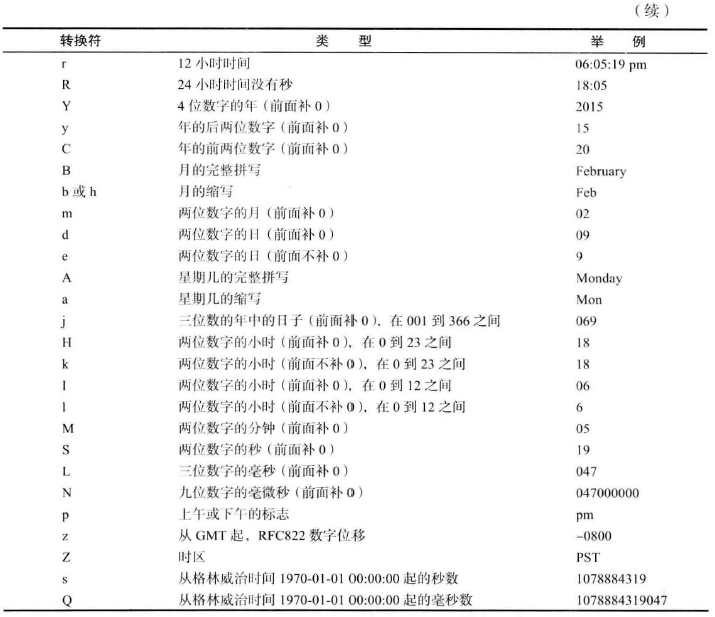 （续）
转换符 类 型 举 例
r 12 小时时间 06:05:19 pm
R 24 小时时间没有秒 18:05
Y 4 位数字的年（前面补 0） 2015
y 年的后两位数字（前面补 0） 15
C 年的前两位数字（前面补 0） 20
B 月的完整拼写 February
b 或 h 月的缩写 Feb
m 两位数字的月（前面补 0） 02
d 两位数字的日（前面补 0） 09
e 两位数字的日（前面不补 0） 9
A 星期几的完整拼写 Monday
a 星期几的缩写 Mon
j 三位数的年中的日子（前面补 0），在 001 到 366 之间 069
H 两位数字的小时（前面补 0），在 0 到 23 之间 18
k 两位数字的小时（前面不补 0），在 0 到 23 之间 18
I 两位数字的小时（前面补 0），在 0 到 12 之间 06
l 两位数字的小时（前面不补 0），在 0 到 12 之间 6
M 两位数字的分钟（前面补 0） 05
S 两位数字的秒（前面补 0） 19
L 三位数字的毫秒（前面补 0） 047
N 九位数字的毫微秒（前面补 0） 047000000
p 上午或下午的标志 pm
z 从 GMT 起，RFC822 数字位移 -0800
Z 时区 PST
s 从格林威治时间 1970-01-01 00:00:00 起的秒数 1078884319
Q 从格林威治时间 1970-01-01 00:00:00 起的毫秒数 1078884319047